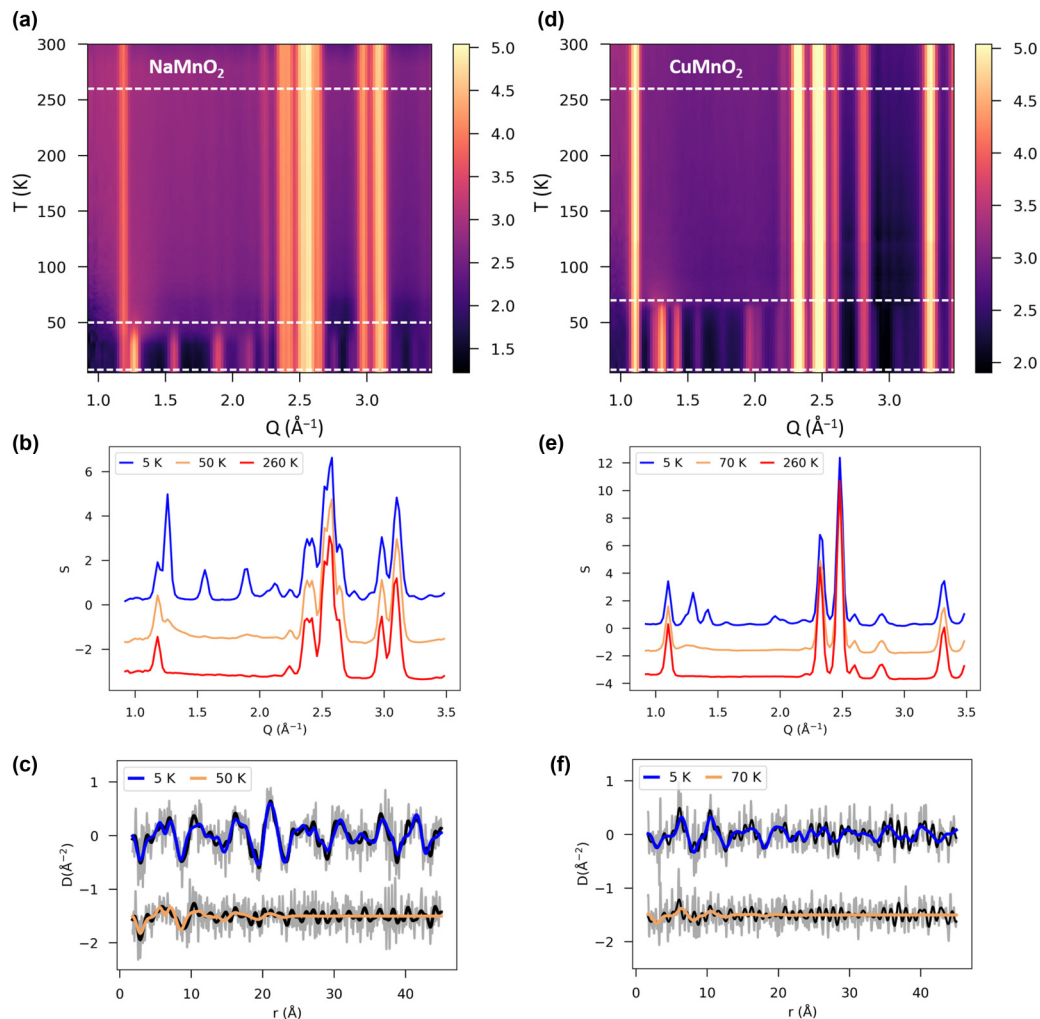 (a)
NaMnO₂
300
250
200
150
100
50
T (K)
1.0 1.5 2.0 2.5 3.0
Q (Å⁻¹)
5.0
4.5
4.0
3.5
3.0
2.5
2.0
1.5
(d)
CuMnO₂
300
250
200
150
100
50
T (K)
1.0 1.5 2.0 2.5 3.0
Q (Å⁻¹)
5.0
4.5
4.0
3.5
3.0
2.5
2.0
(b)
5 K 50 K 260 K
6
4
2
0
−2
S
1.0 1.5 2.0 2.5 3.0 3.5
Q (Å⁻¹)
(e)
5 K 70 K 260 K
12
10
8
6
4
2
0
−2
−4
S
1.0 1.5 2.0 2.5 3.0 3.5
Q (Å⁻¹)
(c)
5 K 50 K
1
0
−1
−2
D(Å⁻²)
0 10 20 30 40
r (Å)
(f)
5 K 70 K
1
0
−1
−2
D(Å⁻²)
0 10 20 30 40
r (Å)